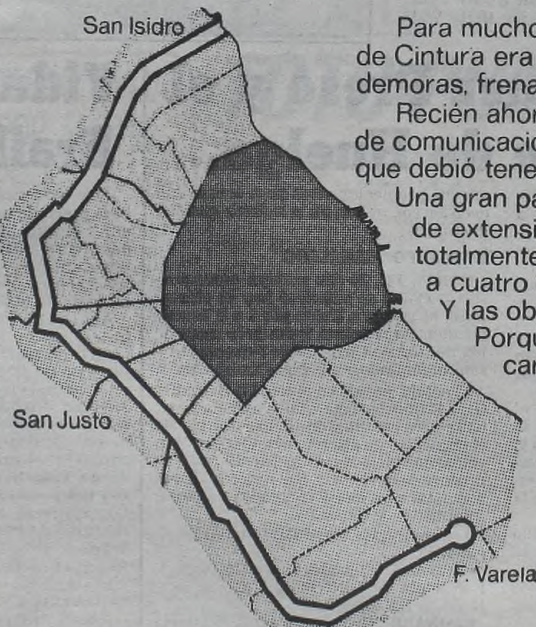 San Isidro
Para mucho
de Cintura era
demoras, frena
Recién ahor
de comunicació
que debió tene
Una gran pa
de extensi
totalmente
a cuatro
Y las ob
Porqu
car
San Justo
F. Varela